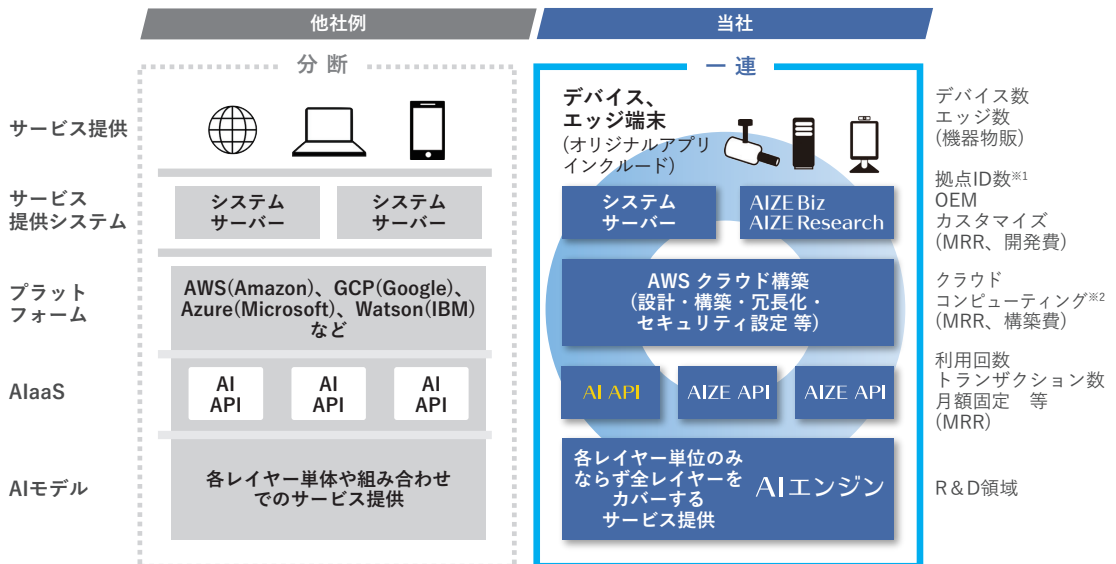 他社例
当社
分断
一連
サービス提供
デバイス、
エッジ端末
(オリジナルアプリ
インクルード)
デバイス数
エッジ数
(機器物販)
サービス
提供システム
システム
サーバー
システム
サーバー
システム
サーバー
AIZE Biz
AIZE Research
拠点ID数※1
OEM
カスタマイズ
(MRR、開発費)
プラット
フォーム
AWS(Amazon)、GCP(Google)、
Azure(Microsoft)、Watson(IBM)
など
AWS クラウド構築
(設計・構築・冗長化・
セキュリティ設定 等)
クラウド
コンピューティング※2
(MRR、構築費)
AIaaS
AI
API
AI
API
AI
API
AI API
AIZE API
AIZE API
利用回数
トランザクション数
月額固定　等
(MRR)
AIモデル
各レイヤー単体や組み合わせ
でのサービス提供
各レイヤー単位のみ
ならず全レイヤーを
カバーする
サービス提供
AIエンジン
R＆D領域